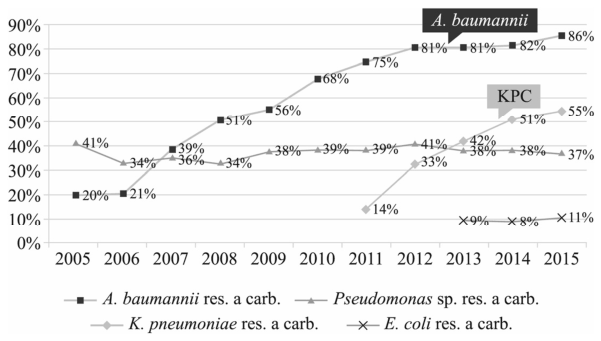 A. baumannii
90%
80%
70%
60%
50%
40%
30%
20%
10%
0%
20% 21% 39% 51% 56% 68% 75% 81% 81% 82% 86%
41% 34% 36% 34% 38% 39% 39% 41% 38% 38% 37%
KPC
14% 33% 42% 51% 55%
9% 8% 11%
2005 2006 2007 2008 2009 2010 2011 2012 2013 2014 2015
A. baumannii res. a carb. Pseudomonas sp. res. a carb.
K. pneumoniae res. a carb. E. coli res. a carb.